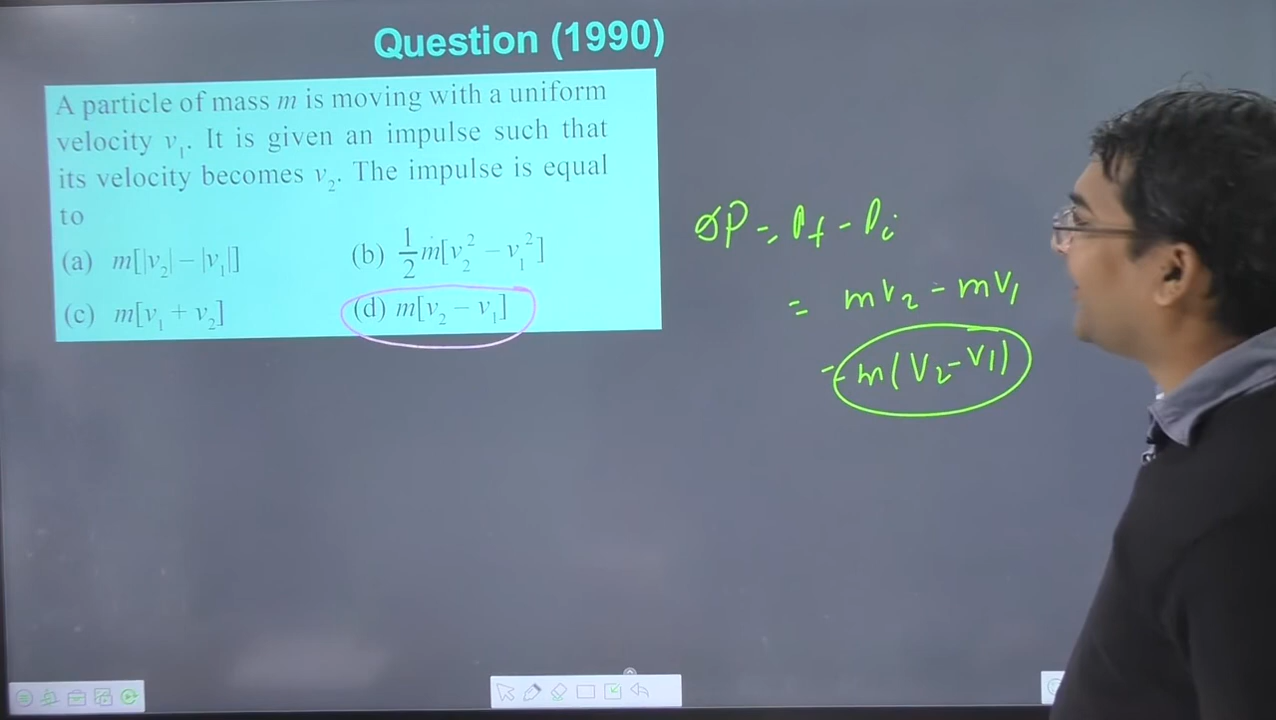 Question (1990)
A particle of mass m is moving with a uniform
velocity v₁. It is given an impulse such that
its velocity becomes v₂. The impulse is equal
to
(a) m[|v₂| − |v₁|] (b) 1/2 m[v₂² − v₁²]
(c) m[v₁ + v₂] (d) m[v₂ − v₁]
ΔP = Pf - Pi
= mv₂ - mv₁
= m(v₂-v₁)